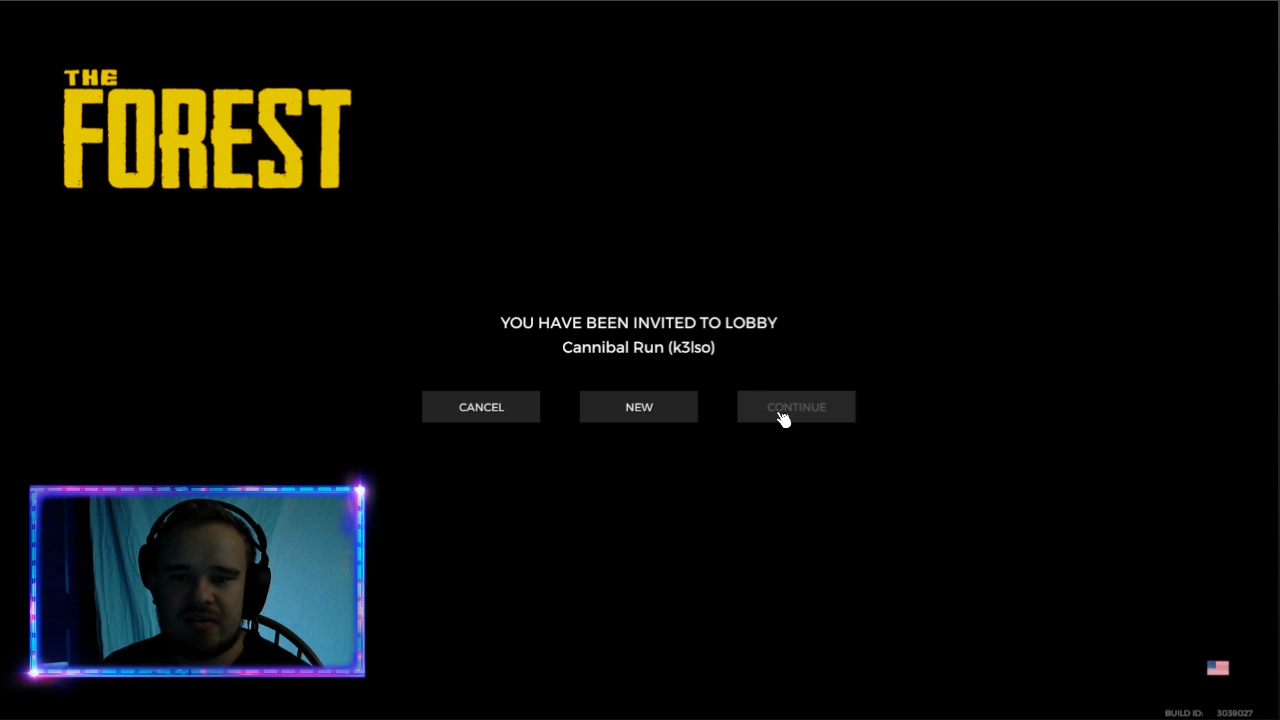 THE
FOREST
YOU HAVE BEEN INVITED TO LOBBY
Cannibal Run (k3lso)
CANCEL NEW CONTINUE
BUILD ID: 3039027